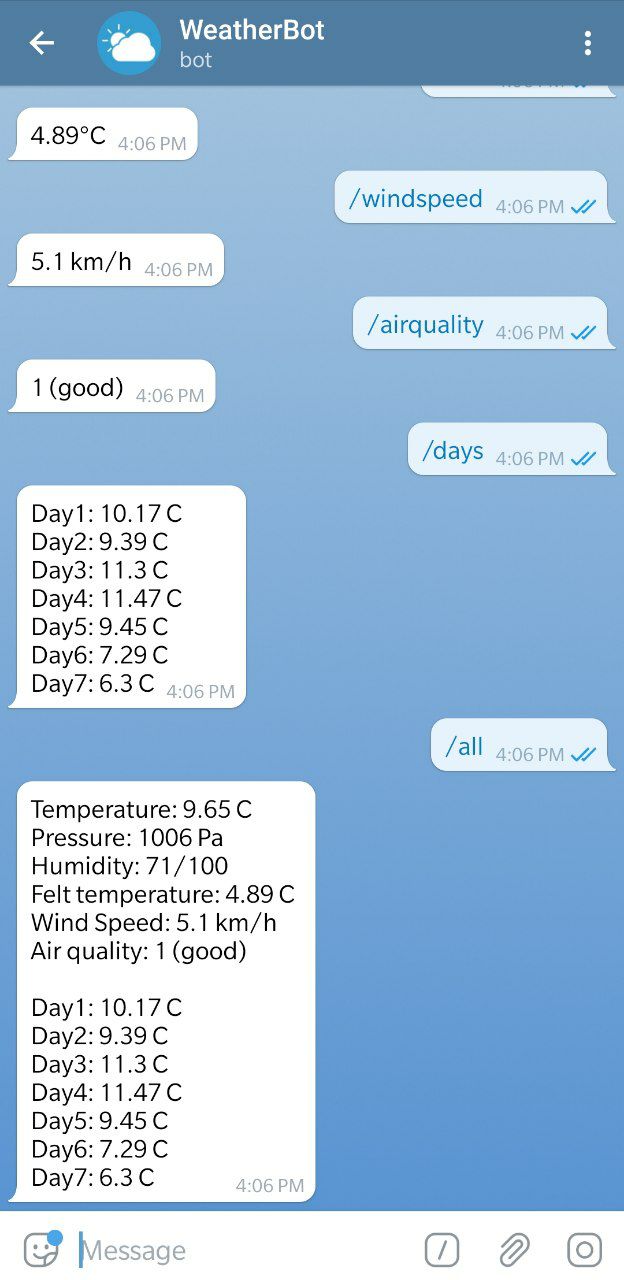 WeatherBot
bot
4.89°C 4:06 PM
/windspeed 4:06 PM
5.1 km/h 4:06 PM
/airquality 4:06 PM
1 (good) 4:06 PM
/days 4:06 PM
Day1: 10.17 C
Day2: 9.39 C
Day3: 11.3 C
Day4: 11.47 C
Day5: 9.45 C
Day6: 7.29 C
Day7: 6.3 C 4:06 PM
/all 4:06 PM
Temperature: 9.65 C
Pressure: 1006 Pa
Humidity: 71/100
Felt temperature: 4.89 C
Wind Speed: 5.1 km/h
Air quality: 1 (good)
Day1: 10.17 C
Day2: 9.39 C
Day3: 11.3 C
Day4: 11.47 C
Day5: 9.45 C
Day6: 7.29 C
Day7: 6.3 C 4:06 PM
Message